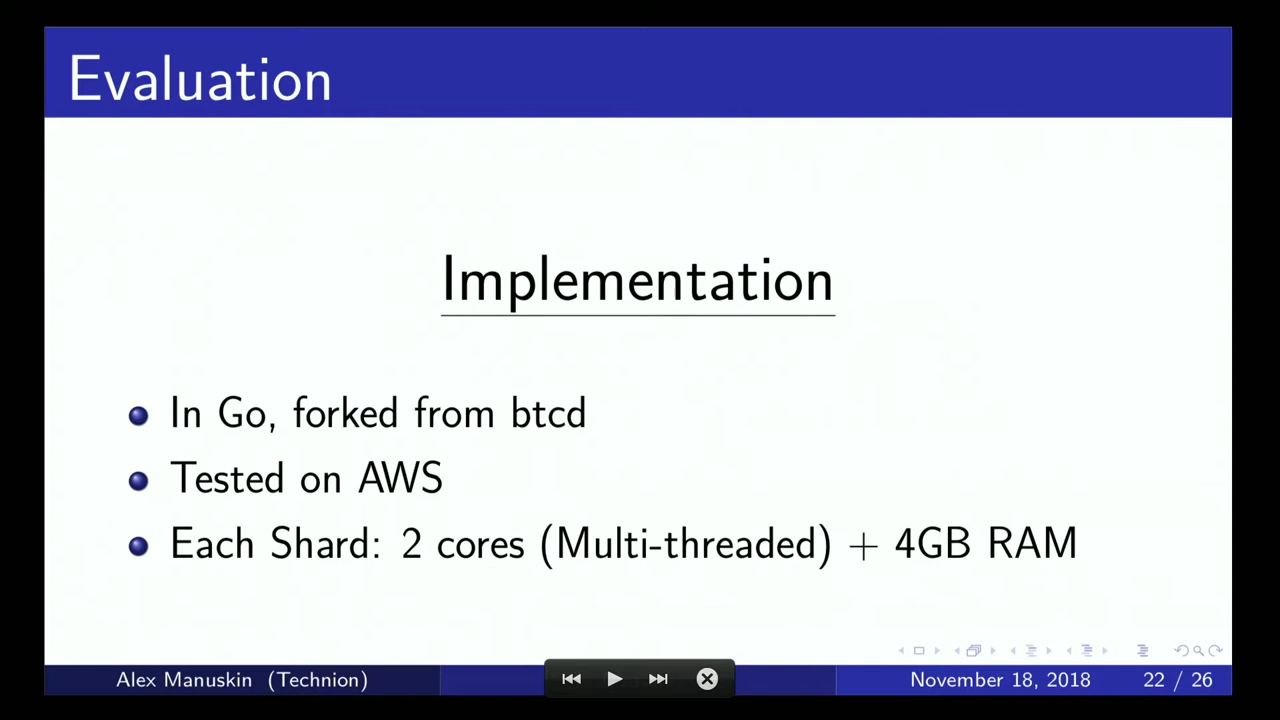 Evaluation
Implementation
In Go, forked from btcd
Tested on AWS
Each Shard: 2 cores (Multi-threaded) + 4GB RAM
Alex Manuskin (Technion)
November 18, 2018
22 / 26